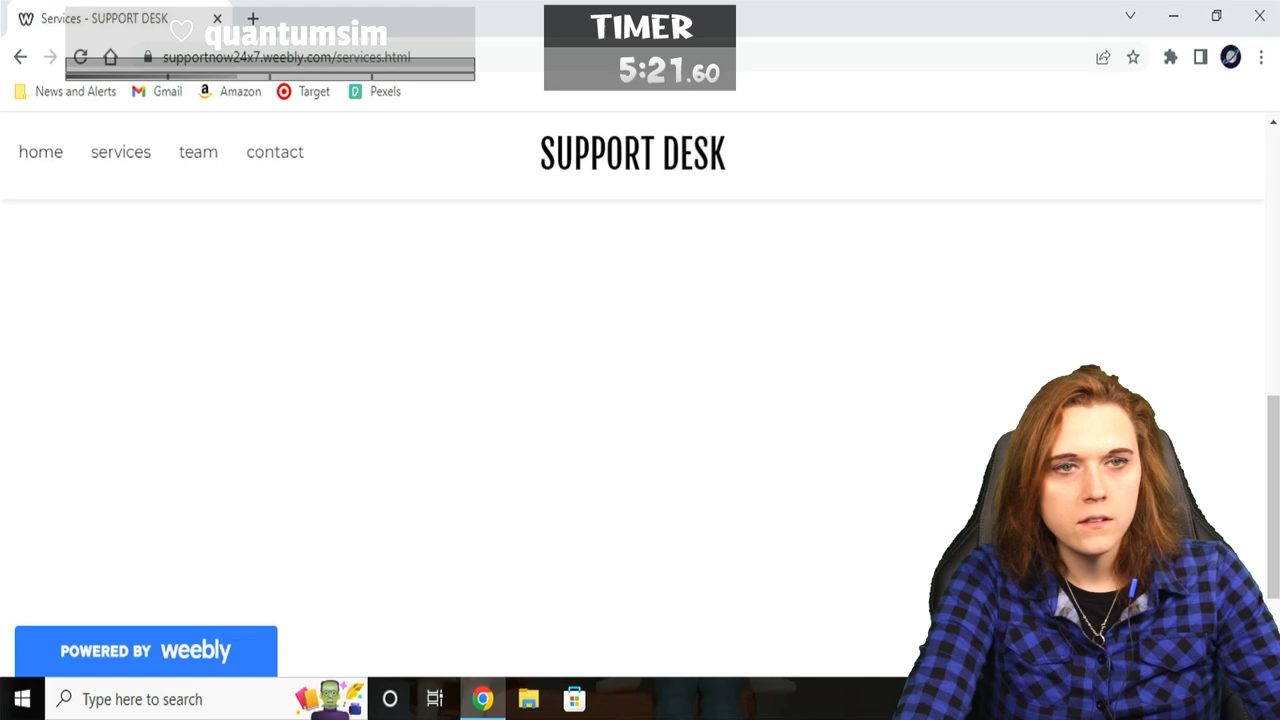 Services - SUPPORT DESK
quantumsim
TIMER
5:21.60
supportnow24x7.weebly.com/services.html
News and Alerts
Gmail
Amazon
Target
Pexels
home
services
team
contact
SUPPORT DESK
POWERED BY weebly
Type here to search